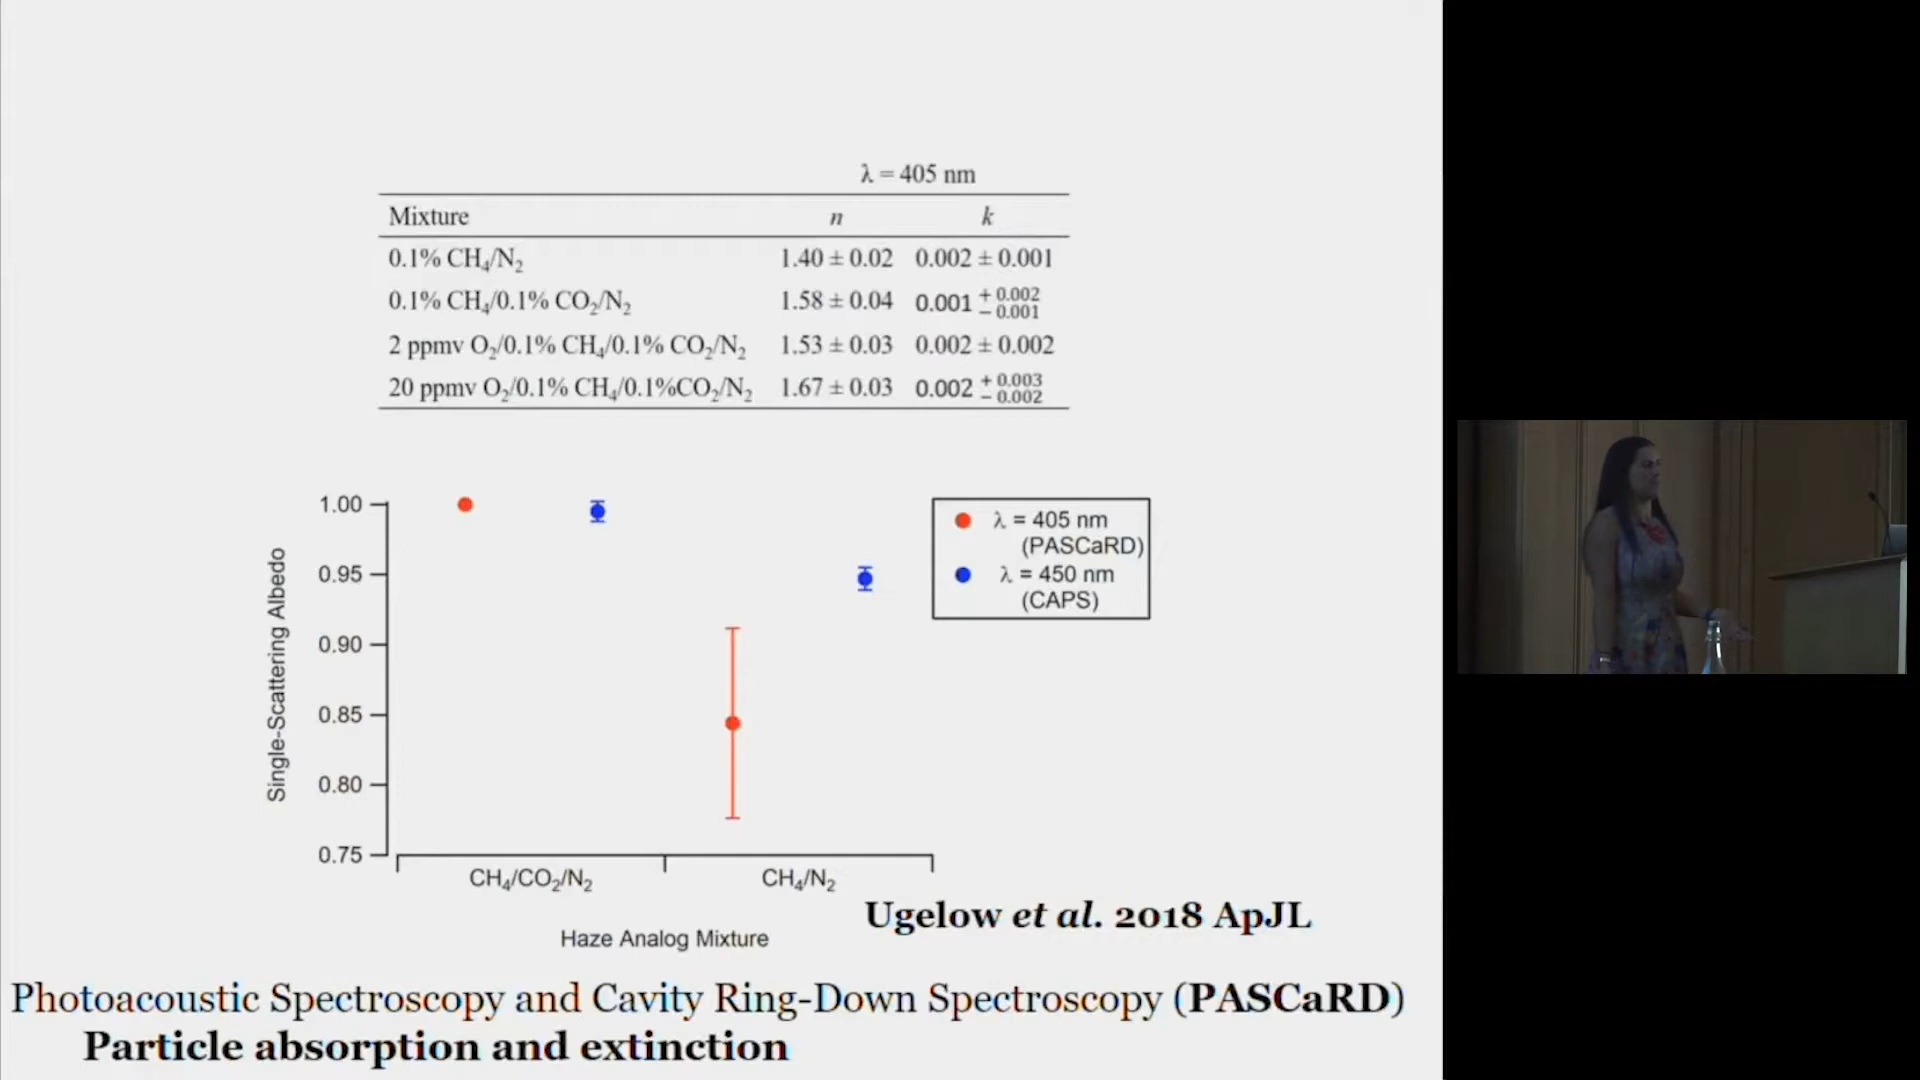 λ = 405 nm
Mixture n k
0.1% CH₄/N₂ 1.40 ± 0.02 0.002 ± 0.001
0.1% CH₄/0.1% CO₂/N₂ 1.58 ± 0.04 0.001 + 0.002 − 0.001
2 ppmv O₂/0.1% CH₄/0.1% CO₂/N₂ 1.53 ± 0.03 0.002 ± 0.002
20 ppmv O₂/0.1% CH₄/0.1%CO₂/N₂ 1.67 ± 0.03 0.002 + 0.003 − 0.002
Single-Scattering Albedo
1.00
0.95
0.90
0.85
0.80
0.75
λ = 405 nm
(PASCaRD)
λ = 450 nm
(CAPS)
CH₄/CO₂/N₂ CH₄/N₂
Haze Analog Mixture
Ugelow et al. 2018 ApJL
Photoacoustic Spectroscopy and Cavity Ring-Down Spectroscopy (PASCaRD)
Particle absorption and extinction